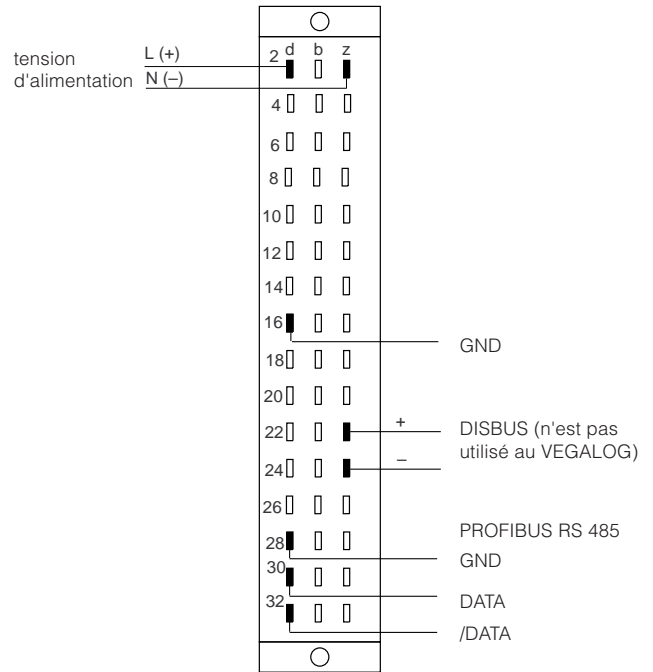 d b z
tension
d'alimentation
L (+)
N (–)
2
4
6
8
10
12
14
16
GND
18
20
22
+
DISBUS (n'est pas
utilisé au VEGALOG)
24
–
26
PROFIBUS RS 485
28
GND
30
DATA
32
/DATA